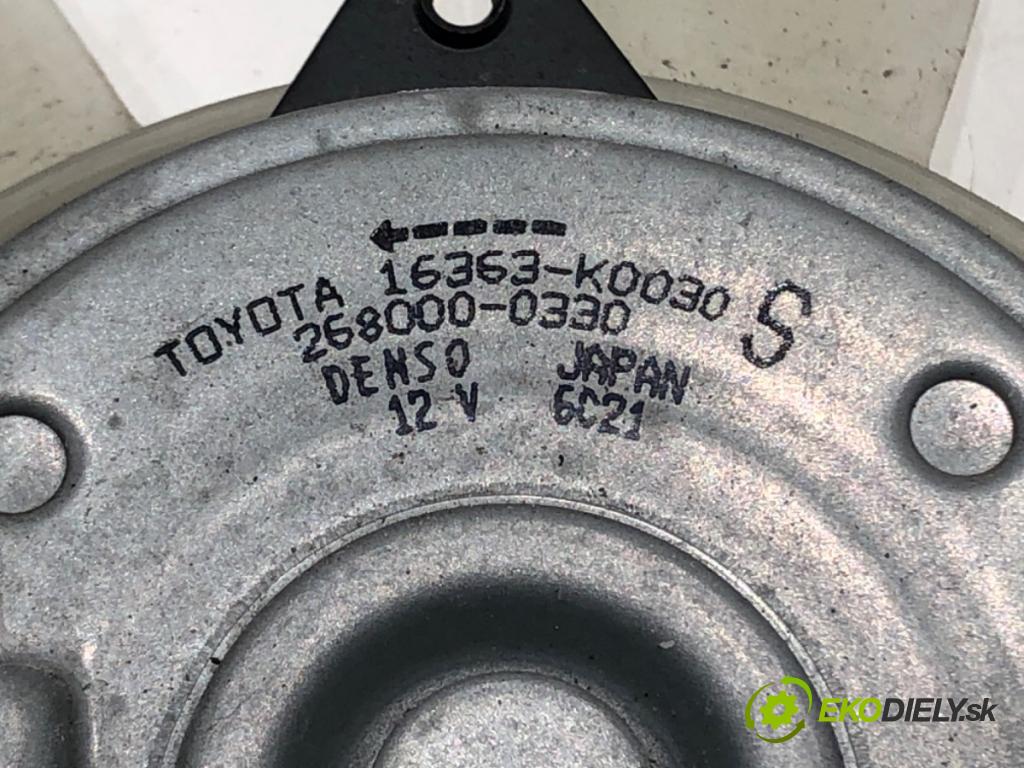 TOYOTA 16363-K0030 S
268000-0330
DENSO JAPAN
12 V 6C21
EKODIELY.sk